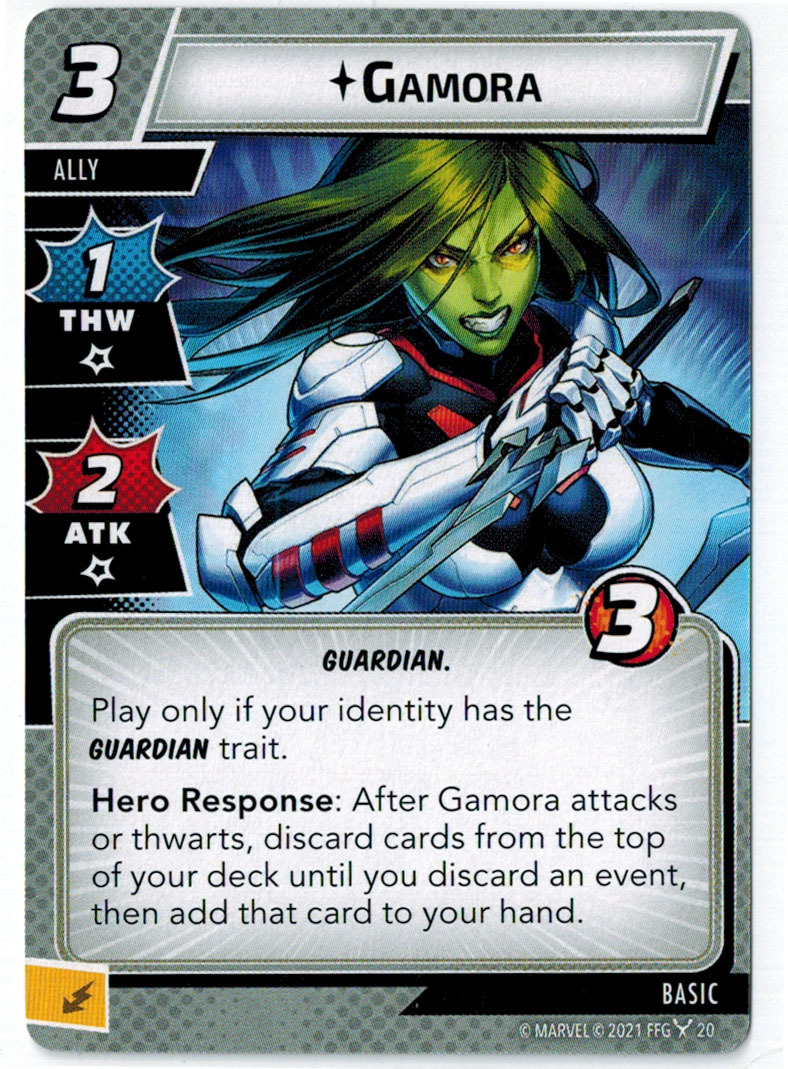 3
GAMORA
ALLY
1
THW
2
ATK
3
GUARDIAN.
Play only if your identity has the
GUARDIAN trait.
Hero Response: After Gamora attacks
or thwarts, discard cards from the top
of your deck until you discard an event,
then add that card to your hand.
BASIC
© MARVEL © 2021 FFG 20